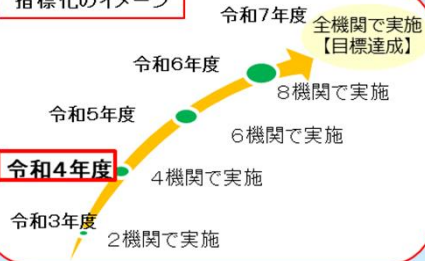 指標化のイメージ
令和7年度
全機関で実施
【目標達成】
令和6年度
8機関で実施
令和5年度
6機関で実施
令和4年度
4機関で実施
令和3年度
2機関で実施